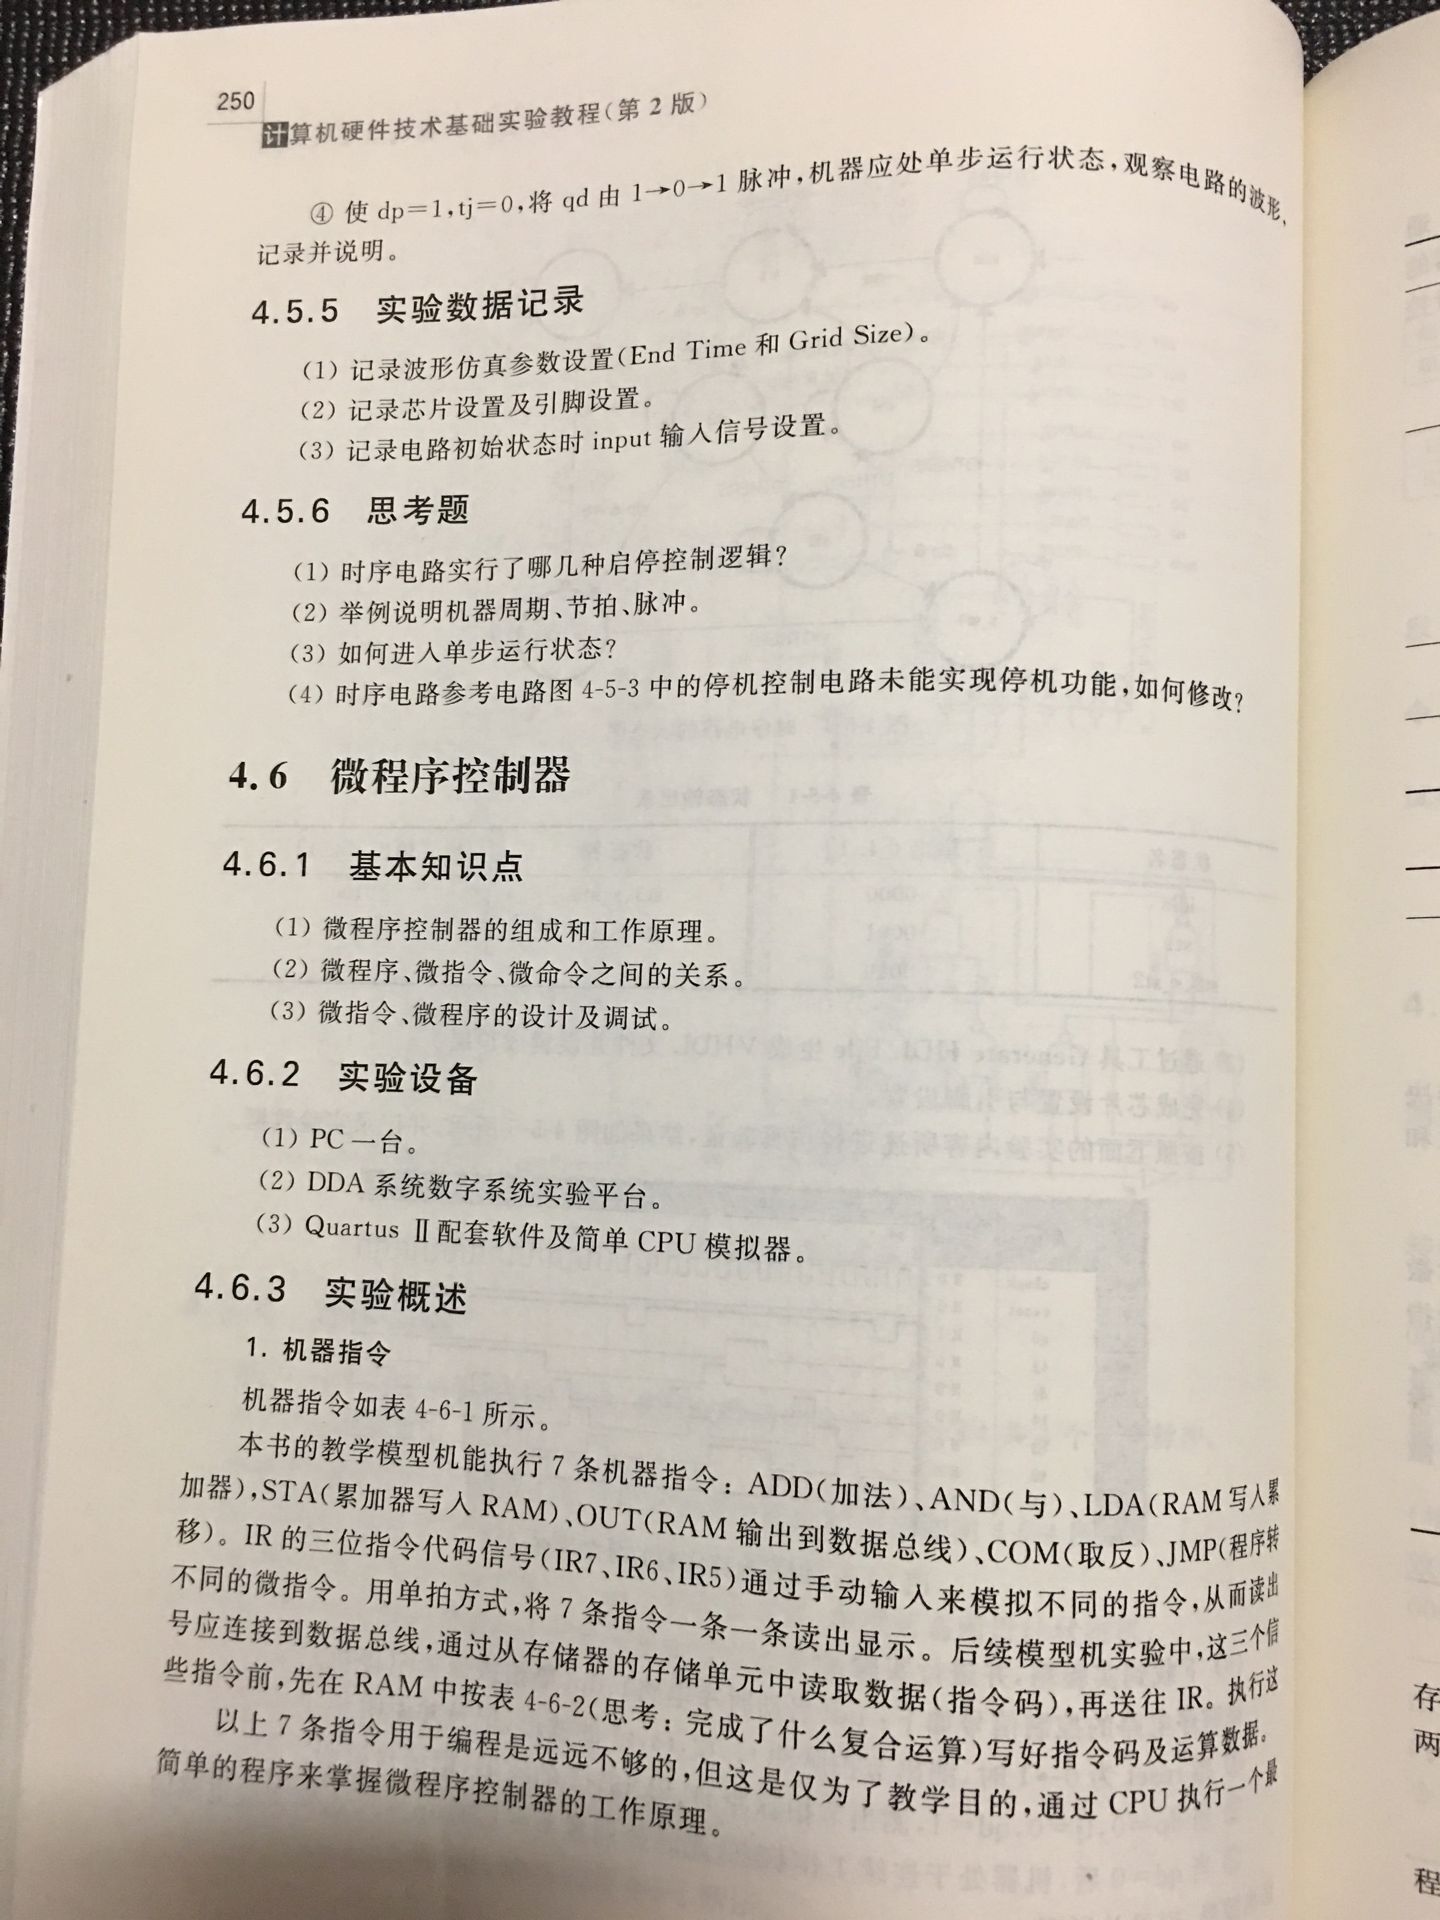 250
计算机硬件技术基础实验教程(第2版)
④ 使 dp=1,tj=0,将 qd 由 1→0→1 脉冲,机器应处单步运行状态,观察电路的波形、
记录并说明。
4.5.5 实验数据记录
(1) 记录波形仿真参数设置(End Time 和 Grid Size)。
(2) 记录芯片设置及引脚设置。
(3) 记录电路初始状态时 input 输入信号设置。
4.5.6 思考题
(1) 时序电路实行了哪几种启停控制逻辑?
(2) 举例说明机器周期、节拍、脉冲。
(3) 如何进入单步运行状态?
(4) 时序电路参考电路图 4-5-3 中的停机控制电路未能实现停机功能,如何修改?
4.6 微程序控制器
4.6.1 基本知识点
(1) 微程序控制器的组成和工作原理。
(2) 微程序、微指令、微命令之间的关系。
(3) 微指令、微程序的设计及调试。
4.6.2 实验设备
(1) PC 一台。
(2) DDA 系统数字系统实验平台。
(3) Quartus Ⅱ配套软件及简单 CPU 模拟器。
4.6.3 实验概述
1. 机器指令
机器指令如表 4-6-1 所示。
本书的教学模型机能执行 7 条机器指令: ADD(加法)、AND(与)、LDA(RAM 写入累
加器),STA(累加器写入 RAM)、OUT(RAM 输出到数据总线)、COM(取反)、JMP(程序转
移)。IR 的三位指令代码信号(IR7、IR6、IR5)通过手动输入来模拟不同的指令,从而读出
不同的微指令。用单拍方式,将 7 条指令一条一条读出显示。后续模型机实验中,这三个信
号应连接到数据总线,通过从存储器的存储单元中读取数据(指令码),再送往 IR。执行这
些指令前,先在 RAM 中按表 4-6-2(思考: 完成了什么复合运算)写好指令码及运算数据。
以上 7 条指令用于编程是远远不够的,但这是仅为了教学目的,通过 CPU 执行一个最
简单的程序来掌握微程序控制器的工作原理。
存
两
程